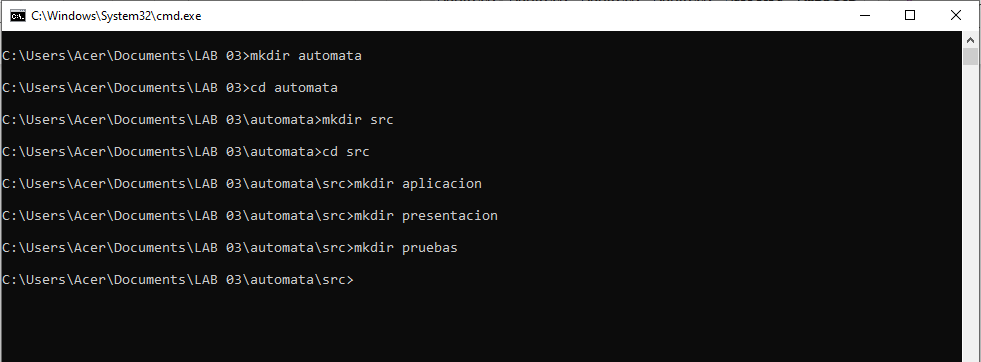 C:\Windows\System32\cmd.exe
C:\Users\Acer\Documents\LAB 03>mkdir automata
C:\Users\Acer\Documents\LAB 03>cd automata
C:\Users\Acer\Documents\LAB 03\automata>mkdir src
C:\Users\Acer\Documents\LAB 03\automata>cd src
C:\Users\Acer\Documents\LAB 03\automata\src>mkdir aplicacion
C:\Users\Acer\Documents\LAB 03\automata\src>mkdir presentacion
C:\Users\Acer\Documents\LAB 03\automata\src>mkdir pruebas
C:\Users\Acer\Documents\LAB 03\automata\src>